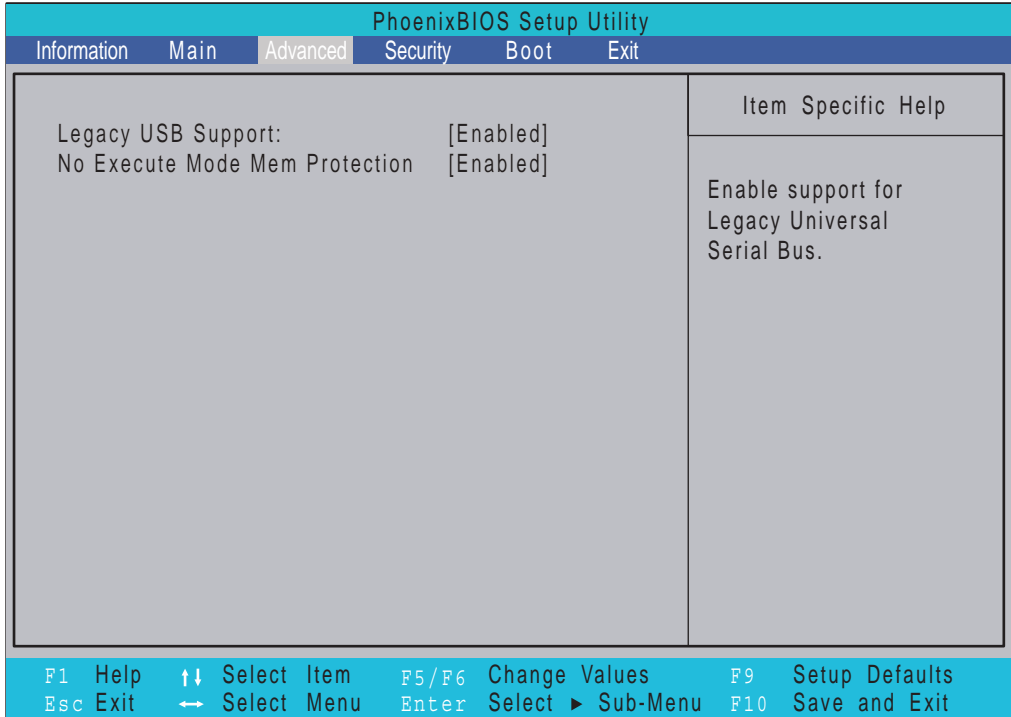 PhoenixBIOS Setup Utility
Information Main Advanced Security Boot Exit
Legacy USB Support: [Enabled]
No Execute Mode Mem Protection [Enabled]
Item Specific Help
Enable support for
Legacy Universal
Serial Bus.
F1 Help ↑↓ Select Item F5/F6 Change Values F9 Setup Defaults
Esc Exit ↔ Select Menu Enter Select ► Sub-Menu F10 Save and Exit